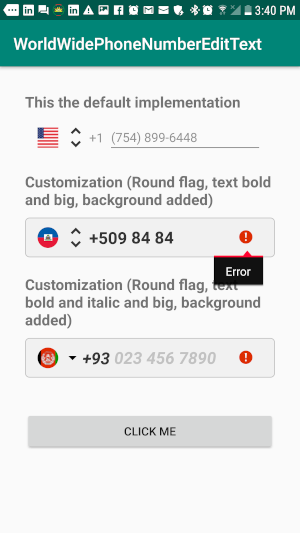 3:40 PM
WorldWidePhoneNumberEditText
This the default implementation
+1 (754) 899-6448
Customization (Round flag, text bold
and big, background added)
+509 84 84
Error
Customization (Round flag, text
bold and italic and big, background
added)
+93 023 456 7890
CLICK ME